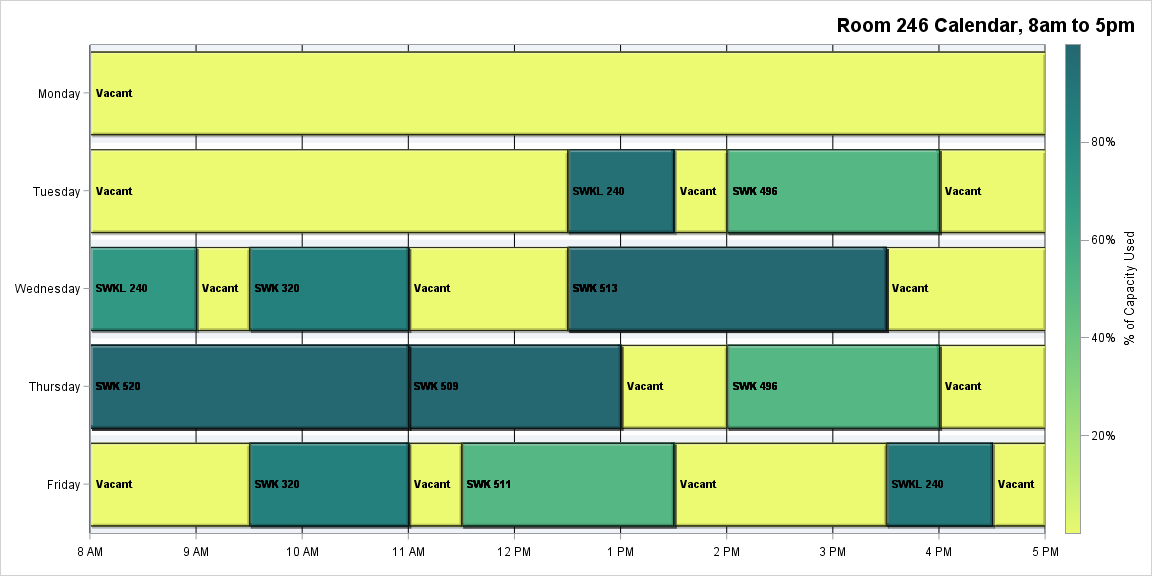 Room 246 Calendar, 8am to 5pm
Monday
Vacant
Tuesday
Vacant
SWKL 240
Vacant
SWK 496
Vacant
Wednesday
SWKL 240
Vacant
SWK 320
Vacant
SWK 513
Vacant
Thursday
SWK 520
SWK 509
Vacant
SWK 496
Vacant
Friday
Vacant
SWK 320
Vacant
SWK 511
Vacant
SWKL 240
Vacant
8 AM
9 AM
10 AM
11 AM
12 PM
1 PM
2 PM
3 PM
4 PM
5 PM
80%
60%
40%
20%
% of Capacity Used